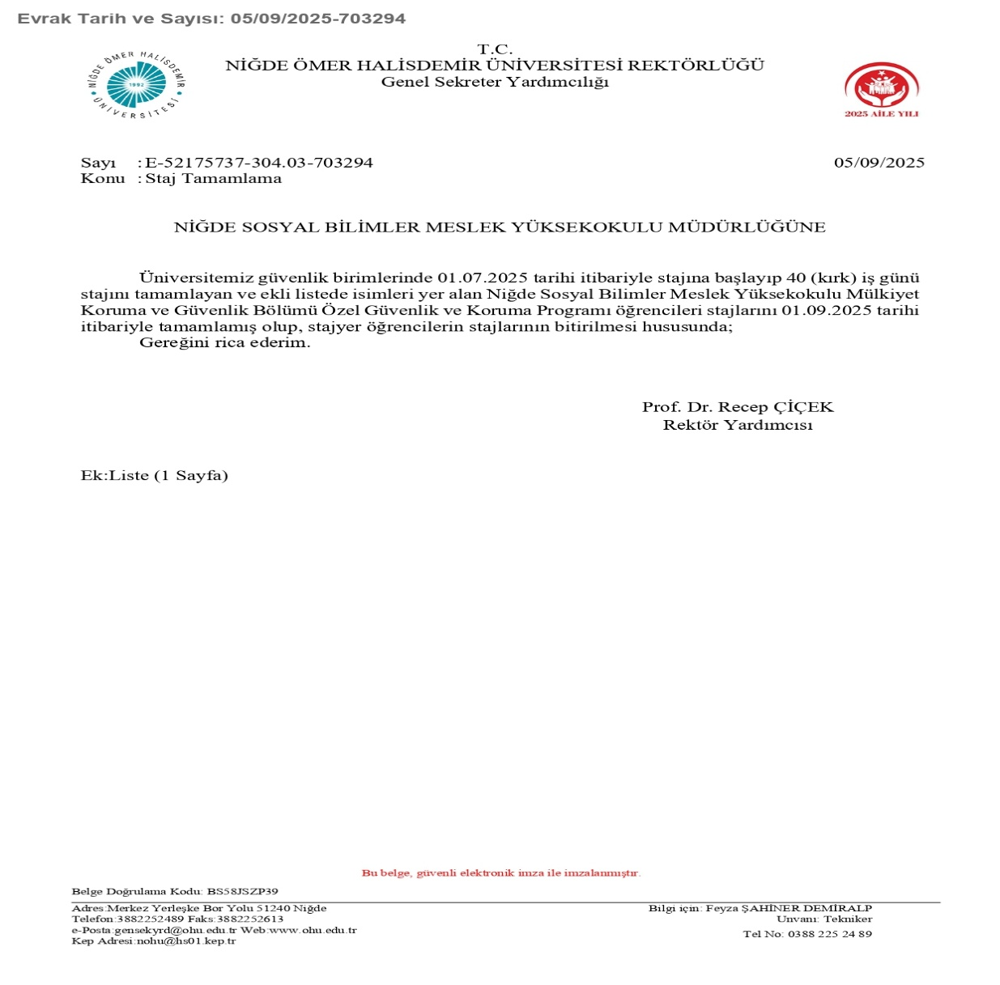 Evrak Tarih ve Sayısı: 05/09/2025-703294
T.C.
NİĞDE ÖMER HALİSDEMİR ÜNİVERSİTESİ REKTÖRLÜĞÜ
Genel Sekreter Yardımcılığı
NİĞDE ÖMER HALİSDEMİR
ÜNİVERSİTESİ
1992
2025 AİLE YILI
Sayı : E-52175737-304.03-703294 05/09/2025
Konu : Staj Tamamlama
NİĞDE SOSYAL BİLİMLER MESLEK YÜKSEKOKULU MÜDÜRLÜĞÜNE
Üniversitemiz güvenlik birimlerinde 01.07.2025 tarihi itibariyle stajına başlayıp 40 (kırk) iş günü
stajını tamamlayan ve ekli listede isimleri yer alan Niğde Sosyal Bilimler Meslek Yüksekokulu Mülkiyet
Koruma ve Güvenlik Bölümü Özel Güvenlik ve Koruma Programı öğrencileri stajlarını 01.09.2025 tarihi
itibariyle tamamlamış olup, stajyer öğrencilerin stajlarının bitirilmesi hususunda;
Gereğini rica ederim.
Prof. Dr. Recep ÇİÇEK
Rektör Yardımcısı
Ek:Liste (1 Sayfa)
Bu belge, güvenli elektronik imza ile imzalanmıştır.
Belge Doğrulama Kodu: BS58JSZP39
Adres:Merkez Yerleşke Bor Yolu 51240 Niğde
Telefon:3882252489 Faks:3882252613
e-Posta:gensekyrd@ohu.edu.tr Web:www.ohu.edu.tr
Kep Adresi:nohu@hs01.kep.tr
Bilgi için: Feyza ŞAHİNER DEMİRALP
Unvanı: Tekniker
Tel No: 0388 225 24 89